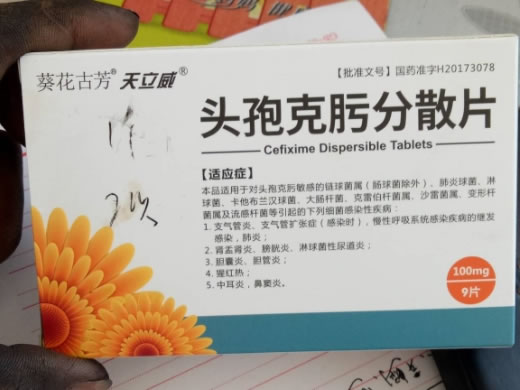 葵花古芳® 天立威®
【批准文号】国药准字H20173078
头孢克肟分散片
Cefixime Dispersible Tablets
【适应症】
本品适用于对头孢克肟敏感的链球菌属（肠球菌除外）、肺炎球菌、淋
球菌、卡他布兰汉球菌、大肠杆菌、克雷伯杆菌属、沙雷菌属、变形杆
菌属及流感杆菌等引起的下列细菌感染性疾病：
1. 支气管炎、支气管扩张症（感染时），慢性呼吸系统感染疾病的继发
感染，肺炎；
2. 肾盂肾炎、膀胱炎、淋球菌性尿道炎；
3. 胆囊炎、胆管炎；
4. 猩红热；
5. 中耳炎，鼻窦炎。
100mg
9片